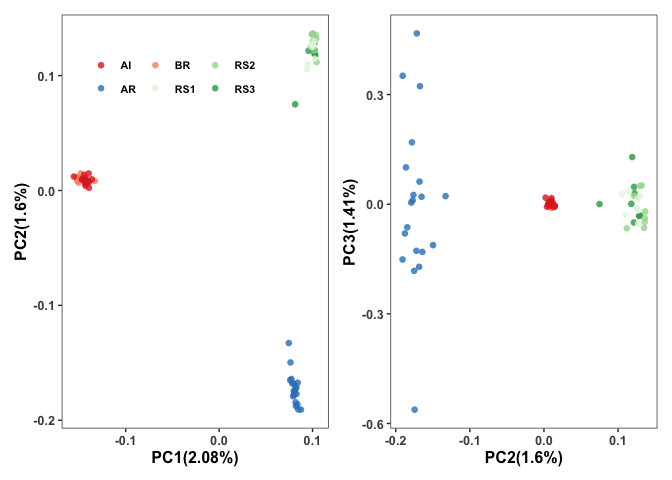 0.1
0.0
-0.1
-0.2
PC2(1.6%)
AI BR RS2
AR RS1 RS3
-0.1 0.0 0.1
PC1(2.08%)
0.3
0.0
-0.3
-0.6
PC3(1.41%)
-0.2 -0.1 0.0 0.1
PC2(1.6%)